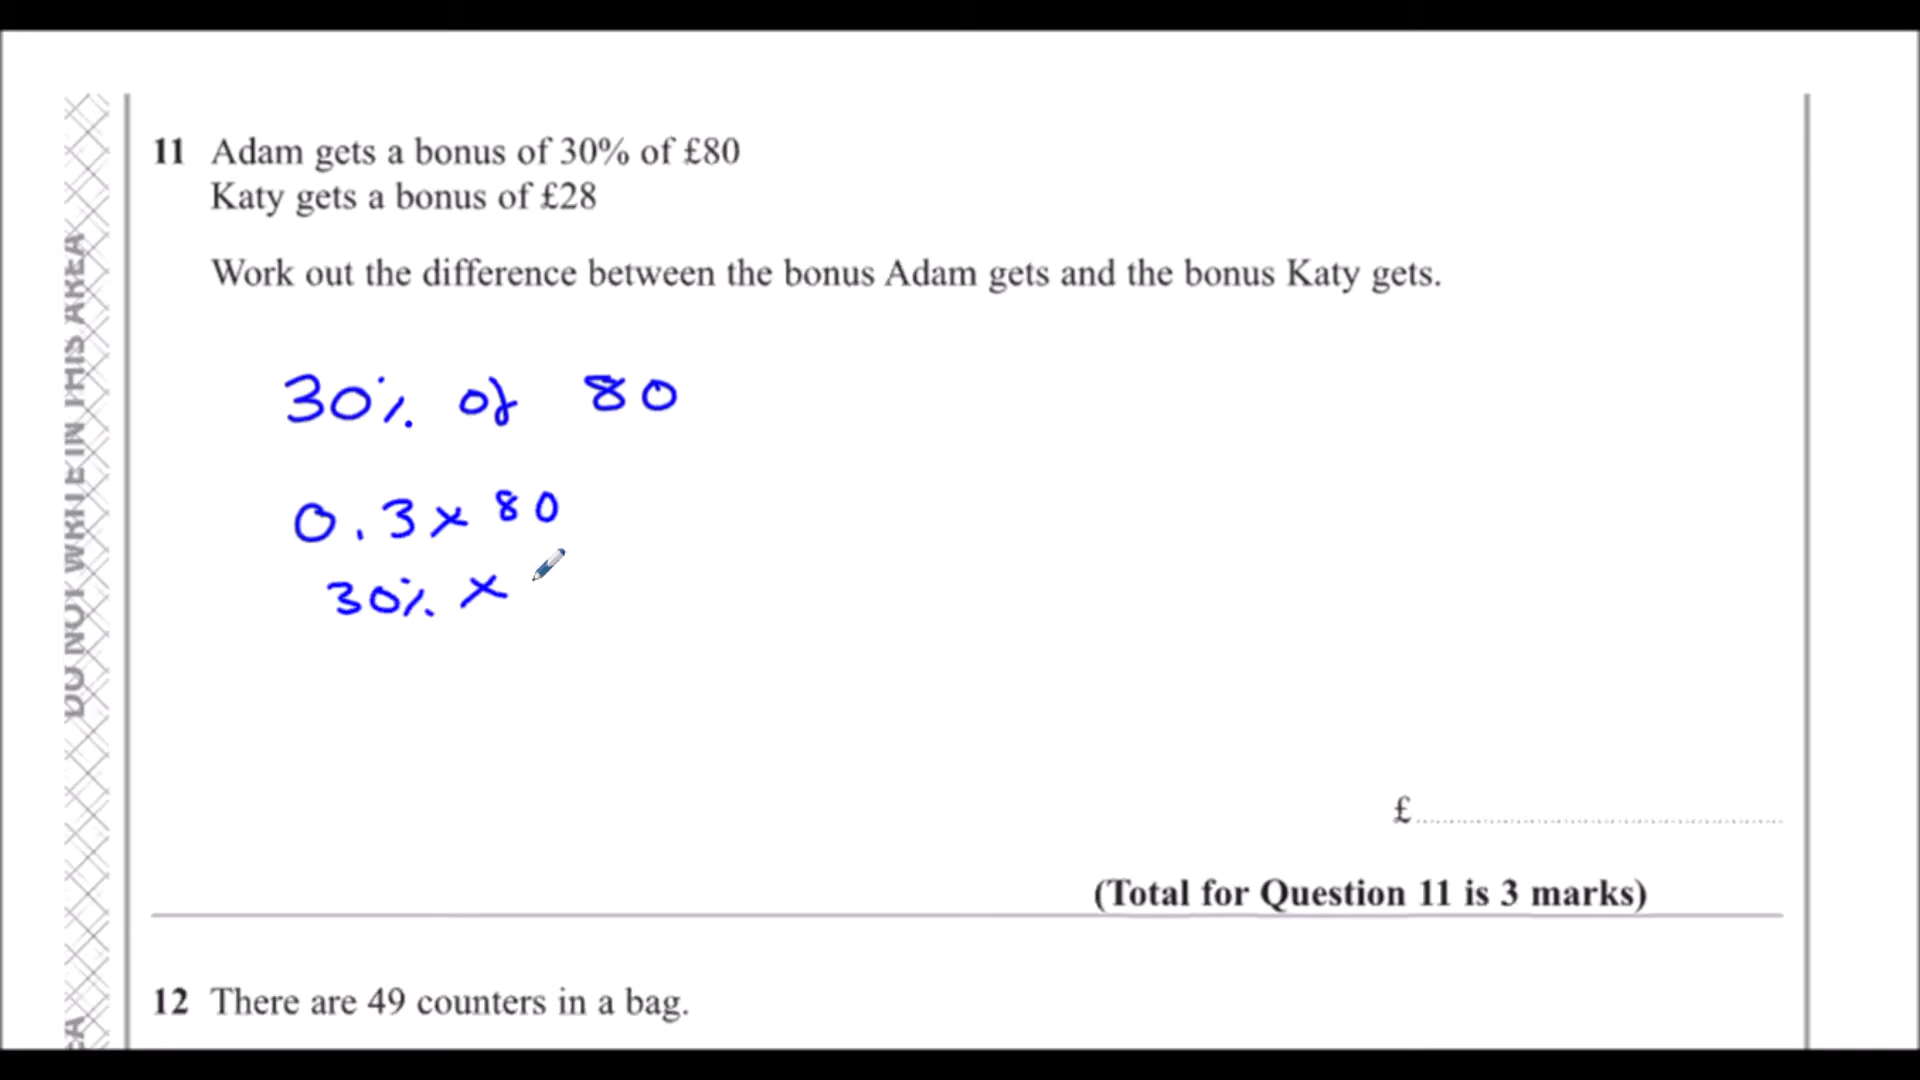 DO NOT WRITE IN THIS AREA
11 Adam gets a bonus of 30% of £80
Katy gets a bonus of £28
Work out the difference between the bonus Adam gets and the bonus Katy gets.
30% of 80
0.3 × 80
30% ×
£
(Total for Question 11 is 3 marks)
12 There are 49 counters in a bag.